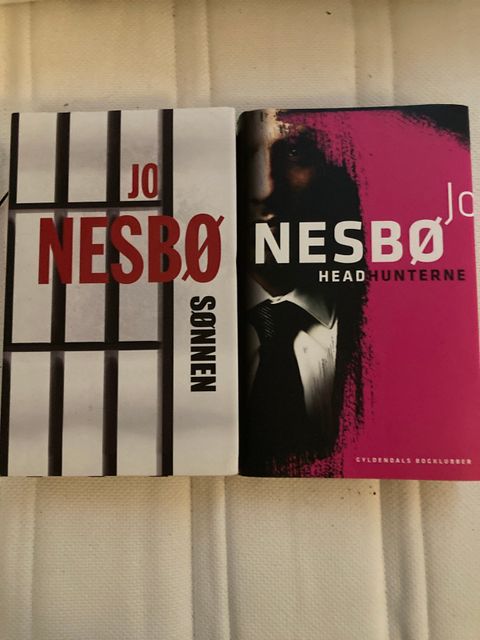 JO
NESBØ
SØNNEN
Jo
NESBØ
HEADHUNTERNE
GYLDENDALS BOGKLUBBER